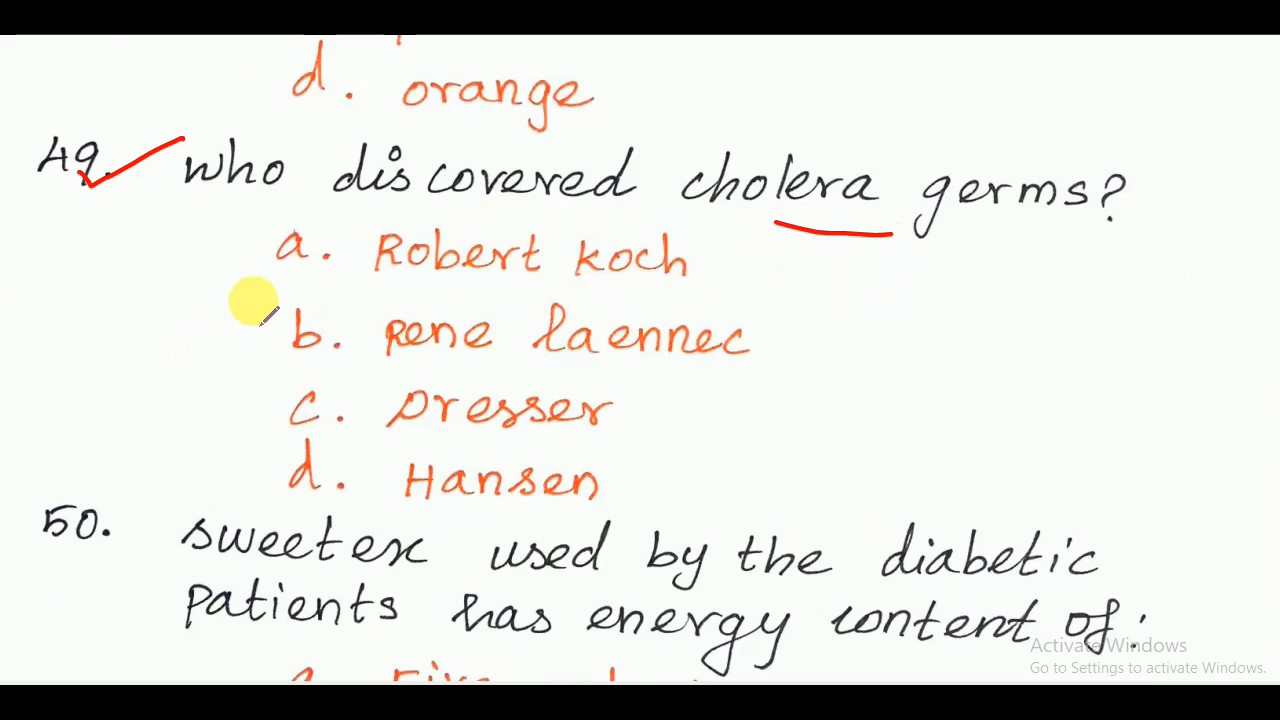 d. orange
49. Who discovered cholera germs?
a. Robert Koch
b. Rene Laennec
c. Dresser
d. Hansen
50. Sweetex used by the diabetic
patients has energy content of:
Activate Windows
Go to Settings to activate Windows.